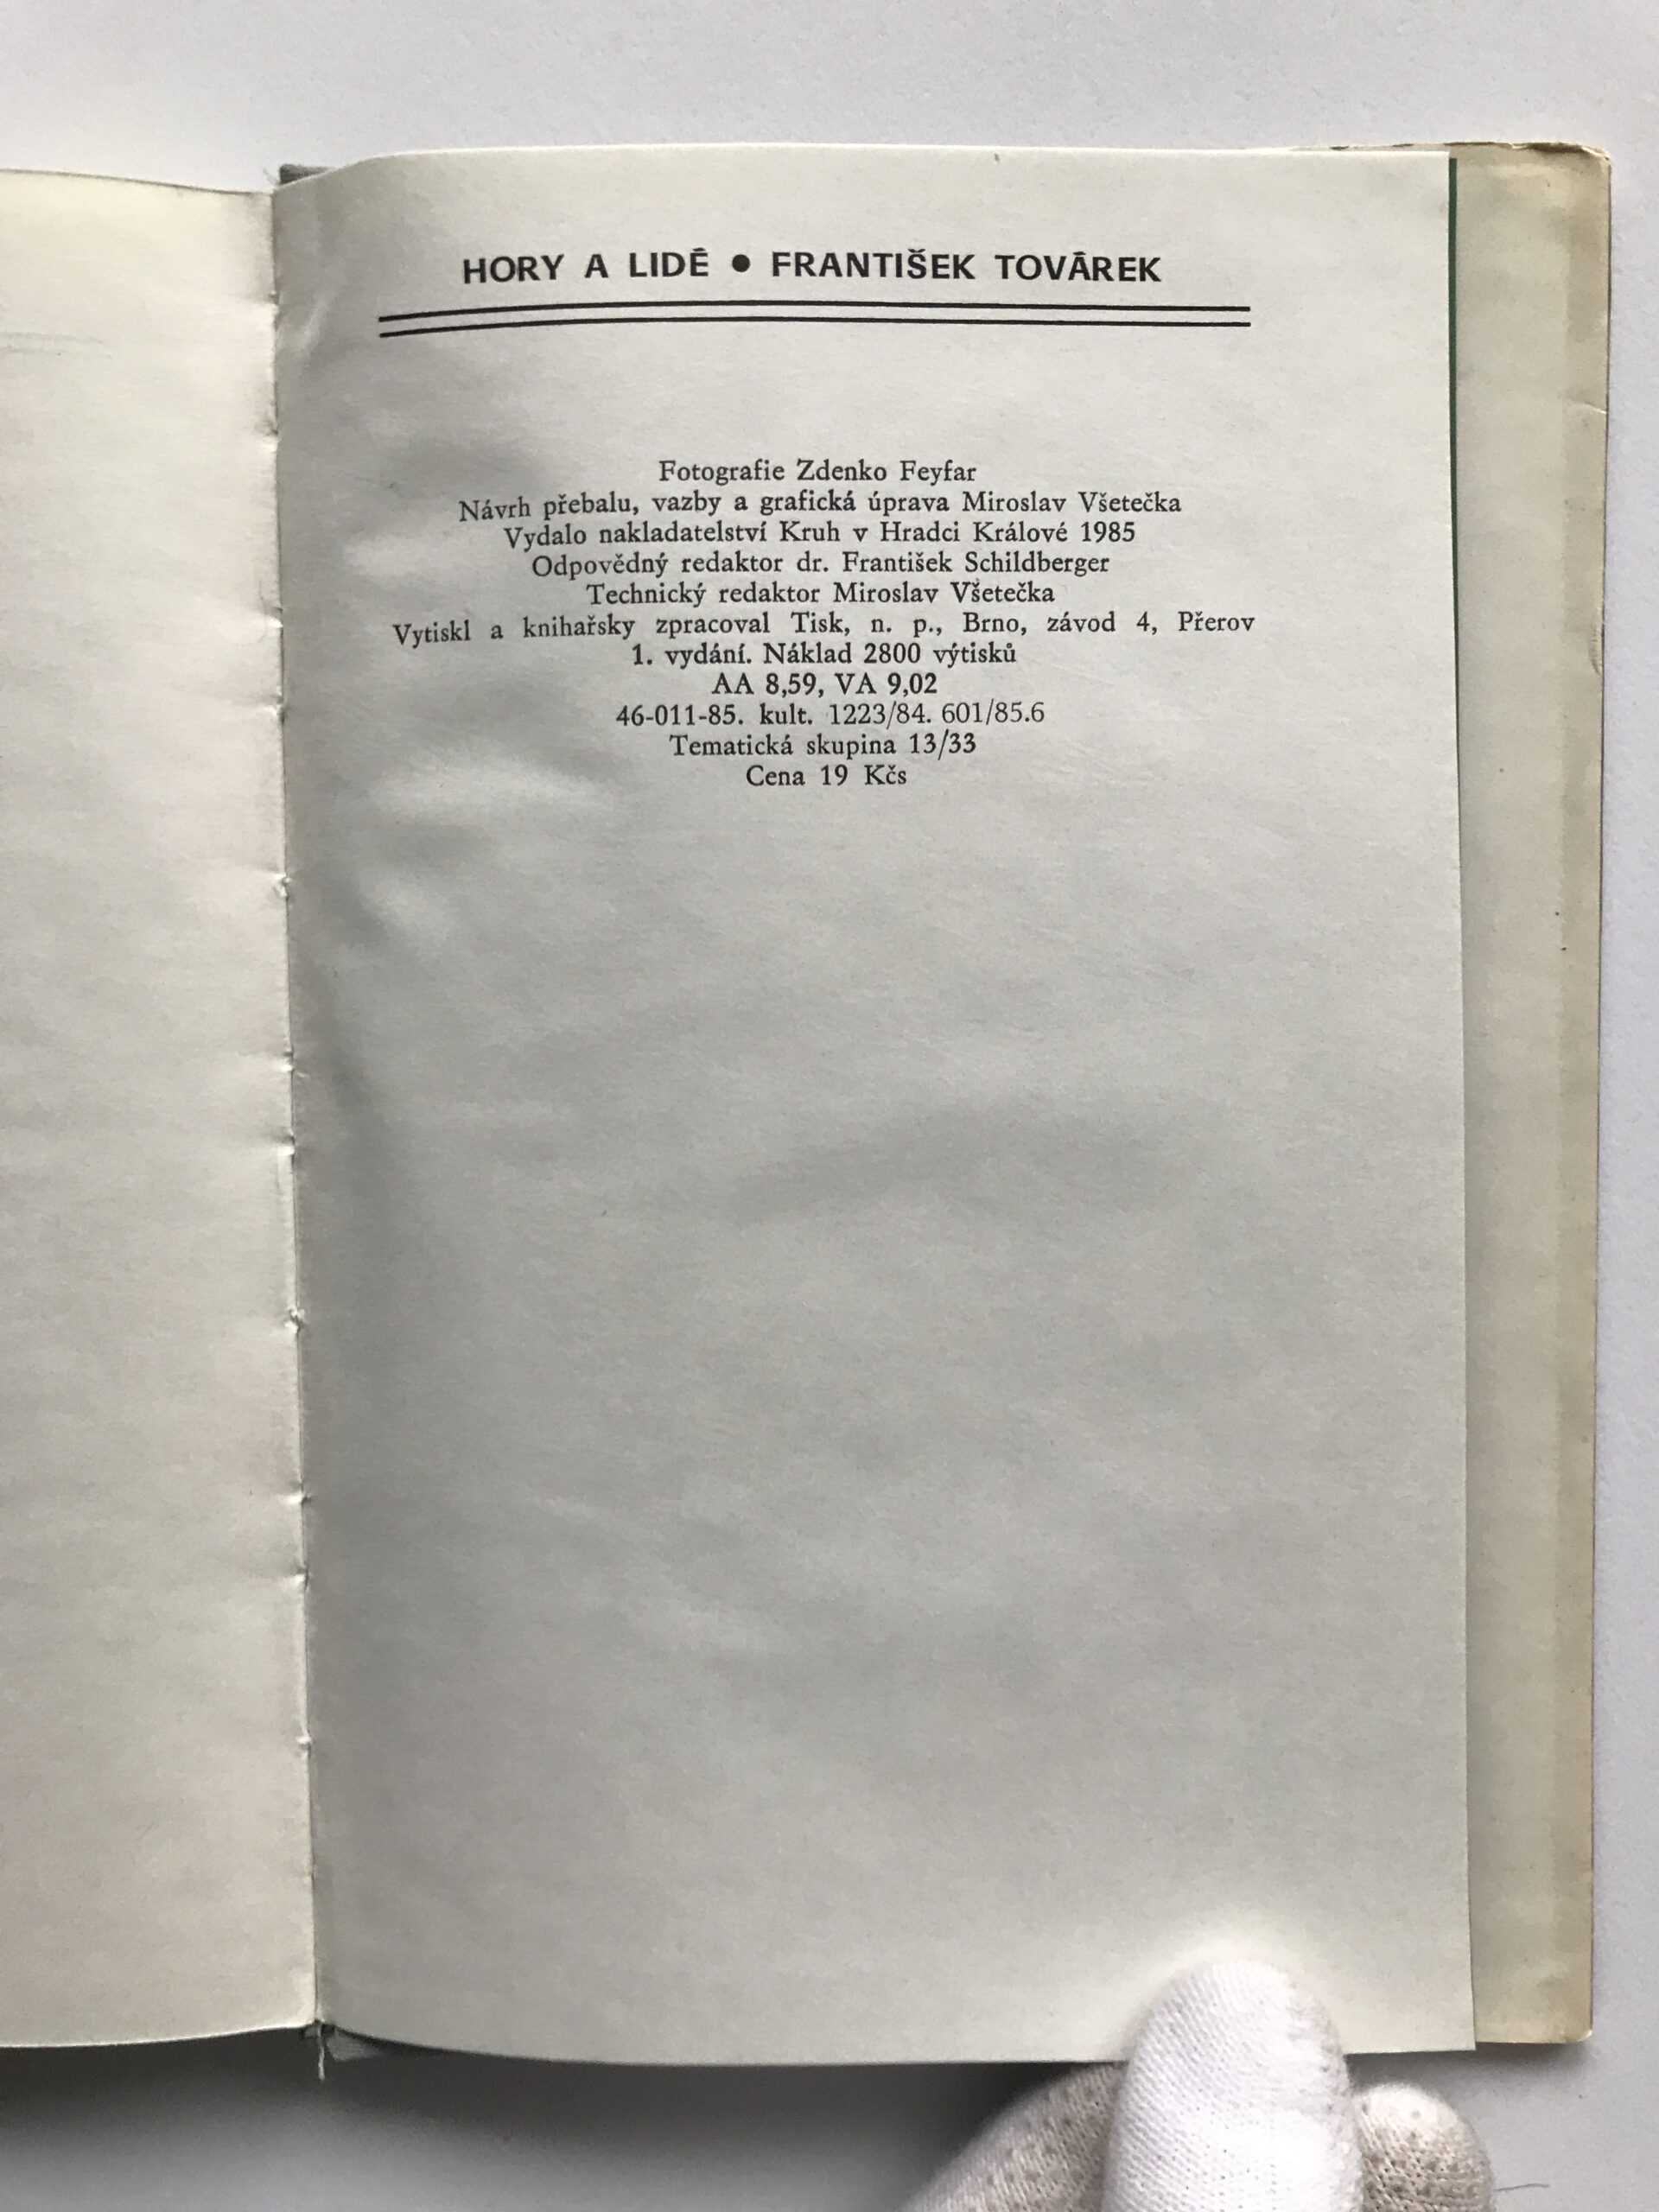 HORY A LIDÉ ● FRANTIŠEK TOVÁREK
Fotografie Zdenko Feyfar
Návrh přebalu, vazby a grafická úprava Miroslav Všetečka
Vydalo nakladatelství Kruh v Hradci Králové 1985
Odpovědný redaktor dr. František Schildberger
Technický redaktor Miroslav Všetečka
Vytiskl a knihařsky zpracoval Tisk, n. p., Brno, závod 4, Přerov
1. vydání. Náklad 2800 výtisků
AA 8,59, VA 9,02
46-011-85. kult. 1223/84. 601/85.6
Tematická skupina 13/33
Cena 19 Kčs